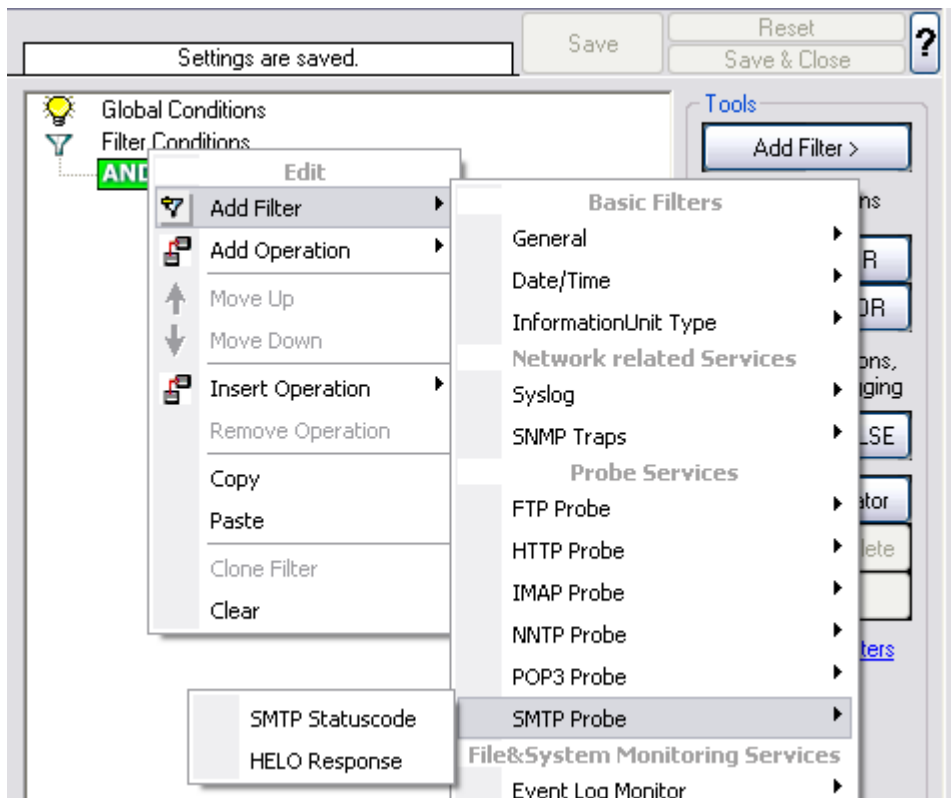 Settings are saved.
Save
Reset
Save & Close
?
Global Conditions
Filter Conditions
AND
Tools
Add Filter >
Edit
Add Filter
Add Operation
Move Up
Move Down
Insert Operation
Remove Operation
Copy
Paste
Clone Filter
Clear
Basic Filters
General
Date/Time
InformationUnit Type
Network related Services
Syslog
SNMP Traps
Probe Services
FTP Probe
HTTP Probe
IMAP Probe
NNTP Probe
POP3 Probe
SMTP Probe
File&System Monitoring Services
Event Log Monitor
SMTP Statuscode
HELO Response